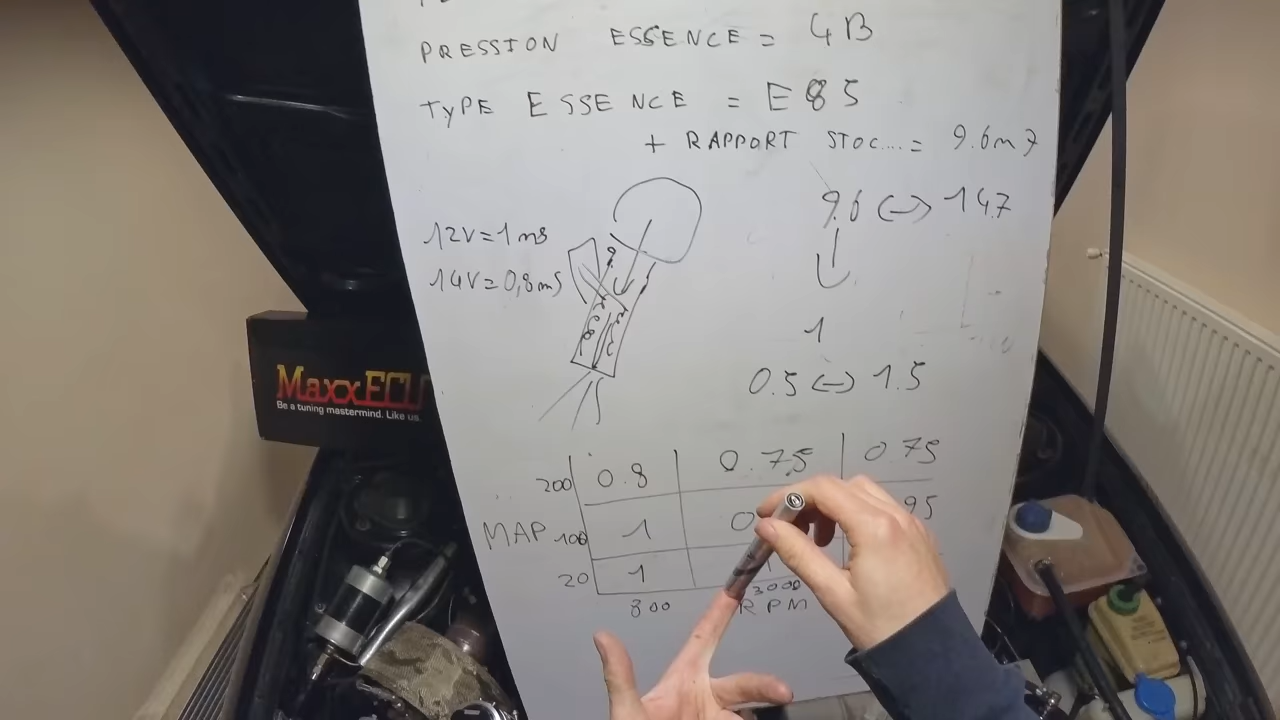 PRESSION ESSENCE = 4B
TYPE ESSENCE = E85
+ RAPPORT STOC... = 9.6
9.6 <-> 14.7
12V = 1ms
14V = 0,8ms
1
0.5 <-> 1.5
MaxxECU
Be a tuning mastermind. Like us.
200 0.8 0.75 0.75
MAP 100 1 95
20 1
800 3000
RPM